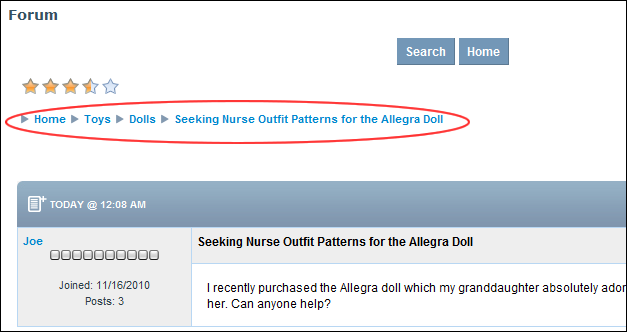 Forum
Search Home
Home Toys Dolls Seeking Nurse Outfit Patterns for the Allegra Doll
TODAY @ 12:08 AM
Joe
Seeking Nurse Outfit Patterns for the Allegra Doll
Joined: 11/16/2010
Posts: 3
I recently purchased the Allegra doll which my granddaughter absolutely
her. Can anyone help?